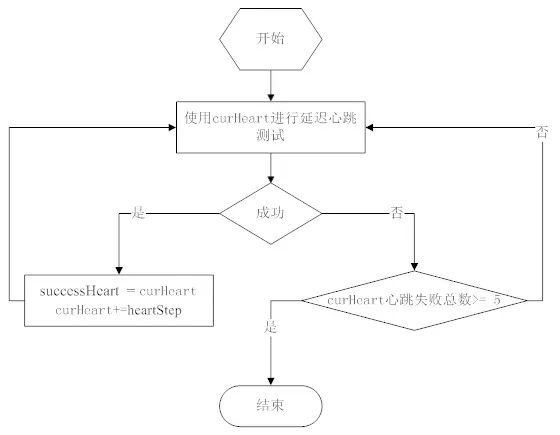 开始
使用curHeart进行延迟心跳
测试
否
成功
是
否
successHeart = curHeart
curHeart+=heartStep
curHeart心跳失败总数>= 5
是
结束